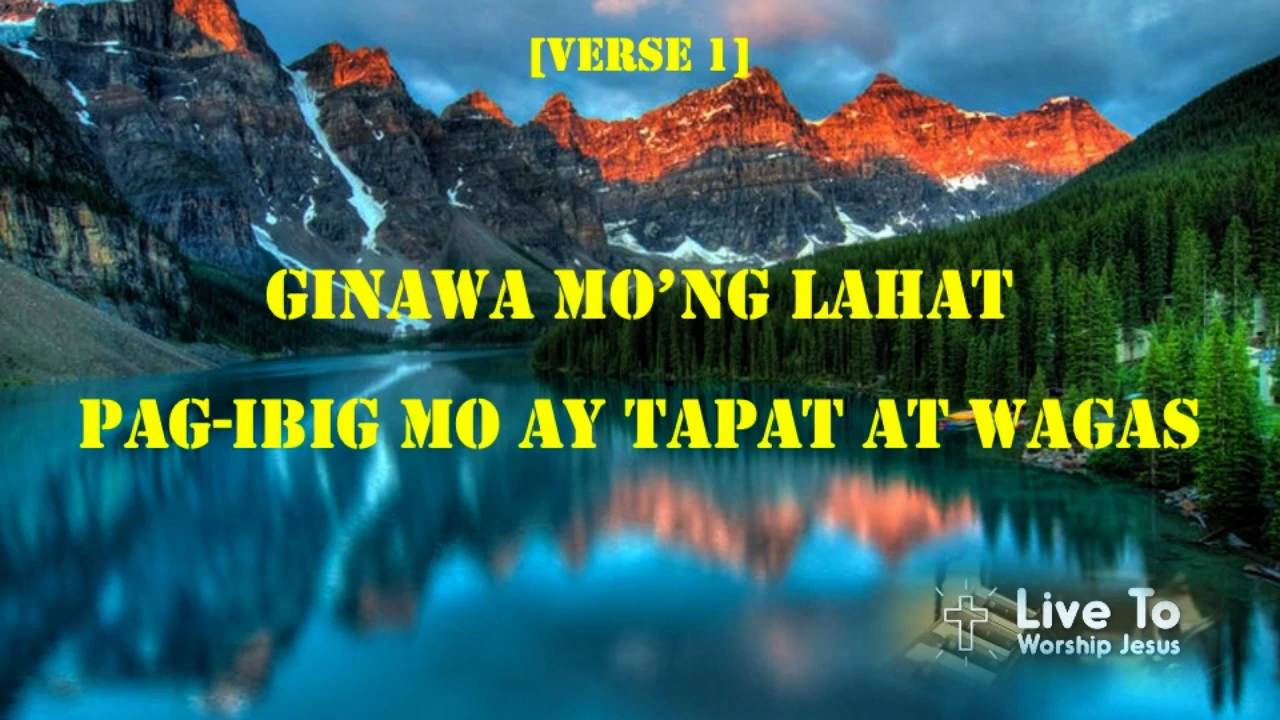 [VERSE 1]
GINAWA MO’NG LAHAT
PAG-IBIG MO AY TAPAT AT WAGAS
Live To
Worship Jesus